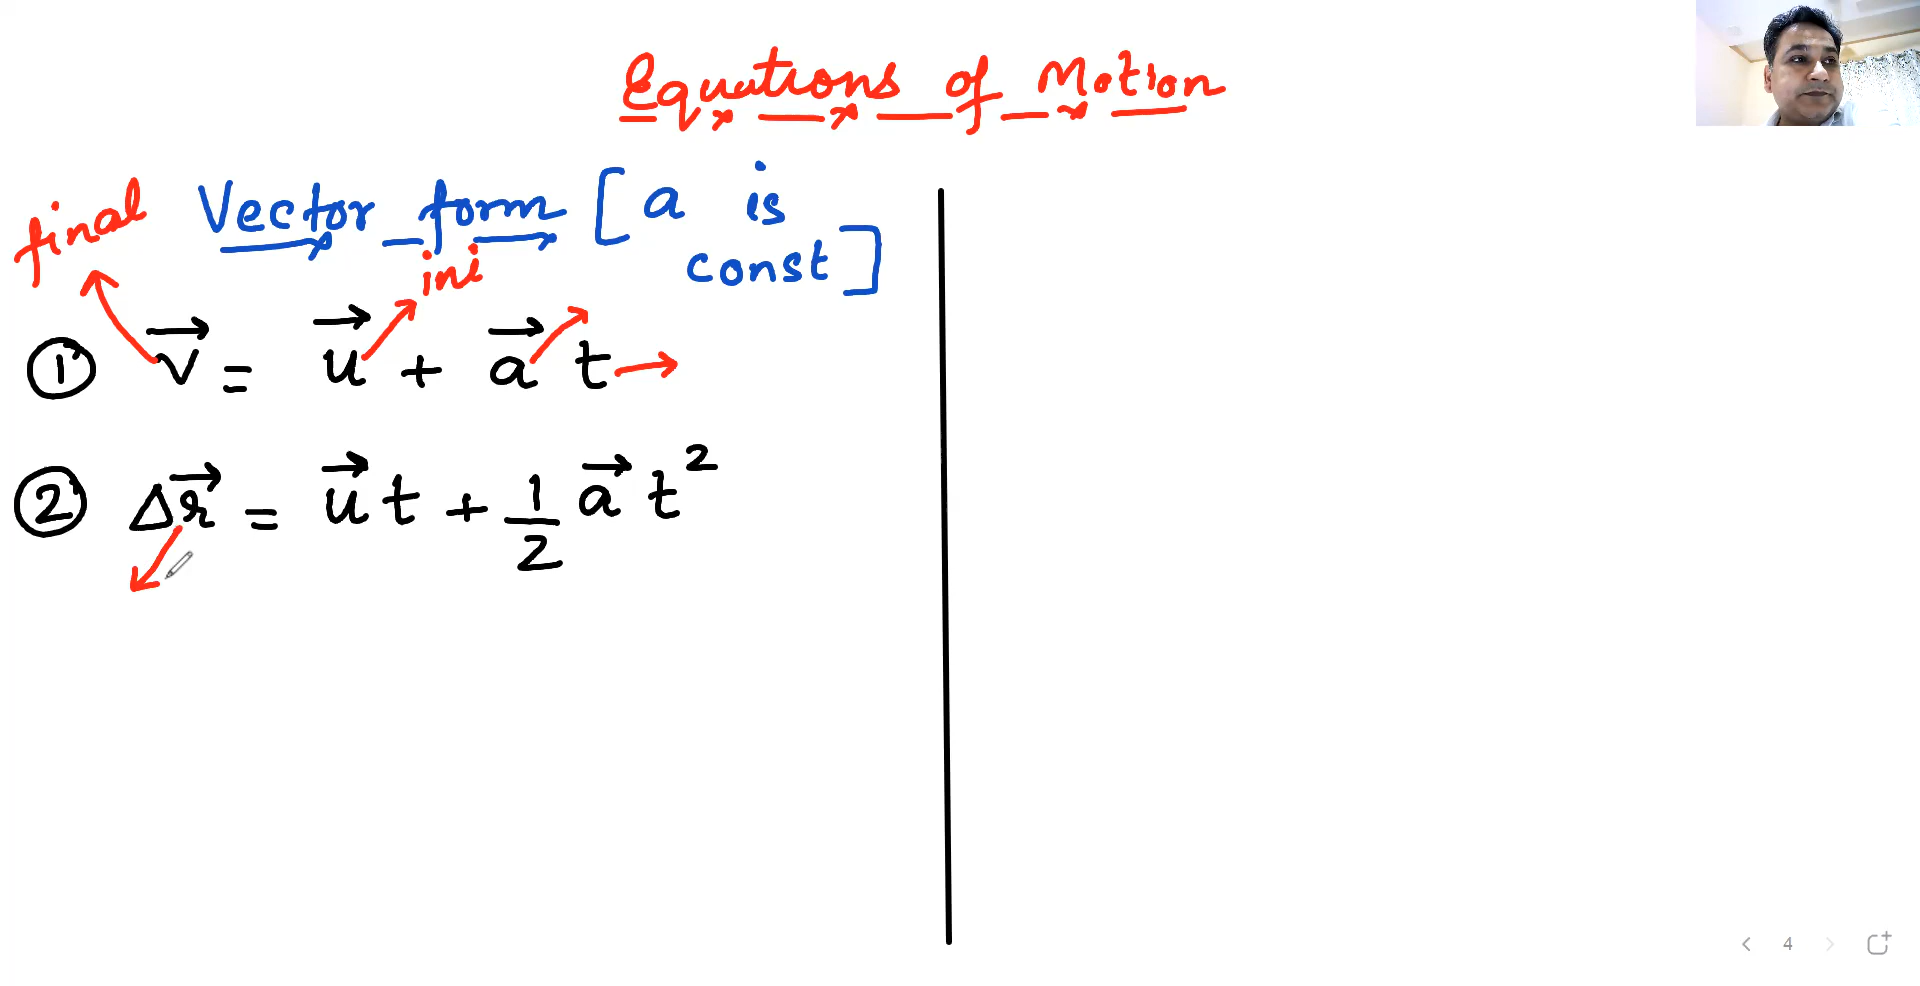 Equations of Motion
final Vector form [a is
const]
ini
① v⃗ = u⃗ + a⃗ t
② Δr⃗ = u⃗ t + 1/2 a⃗ t²
4